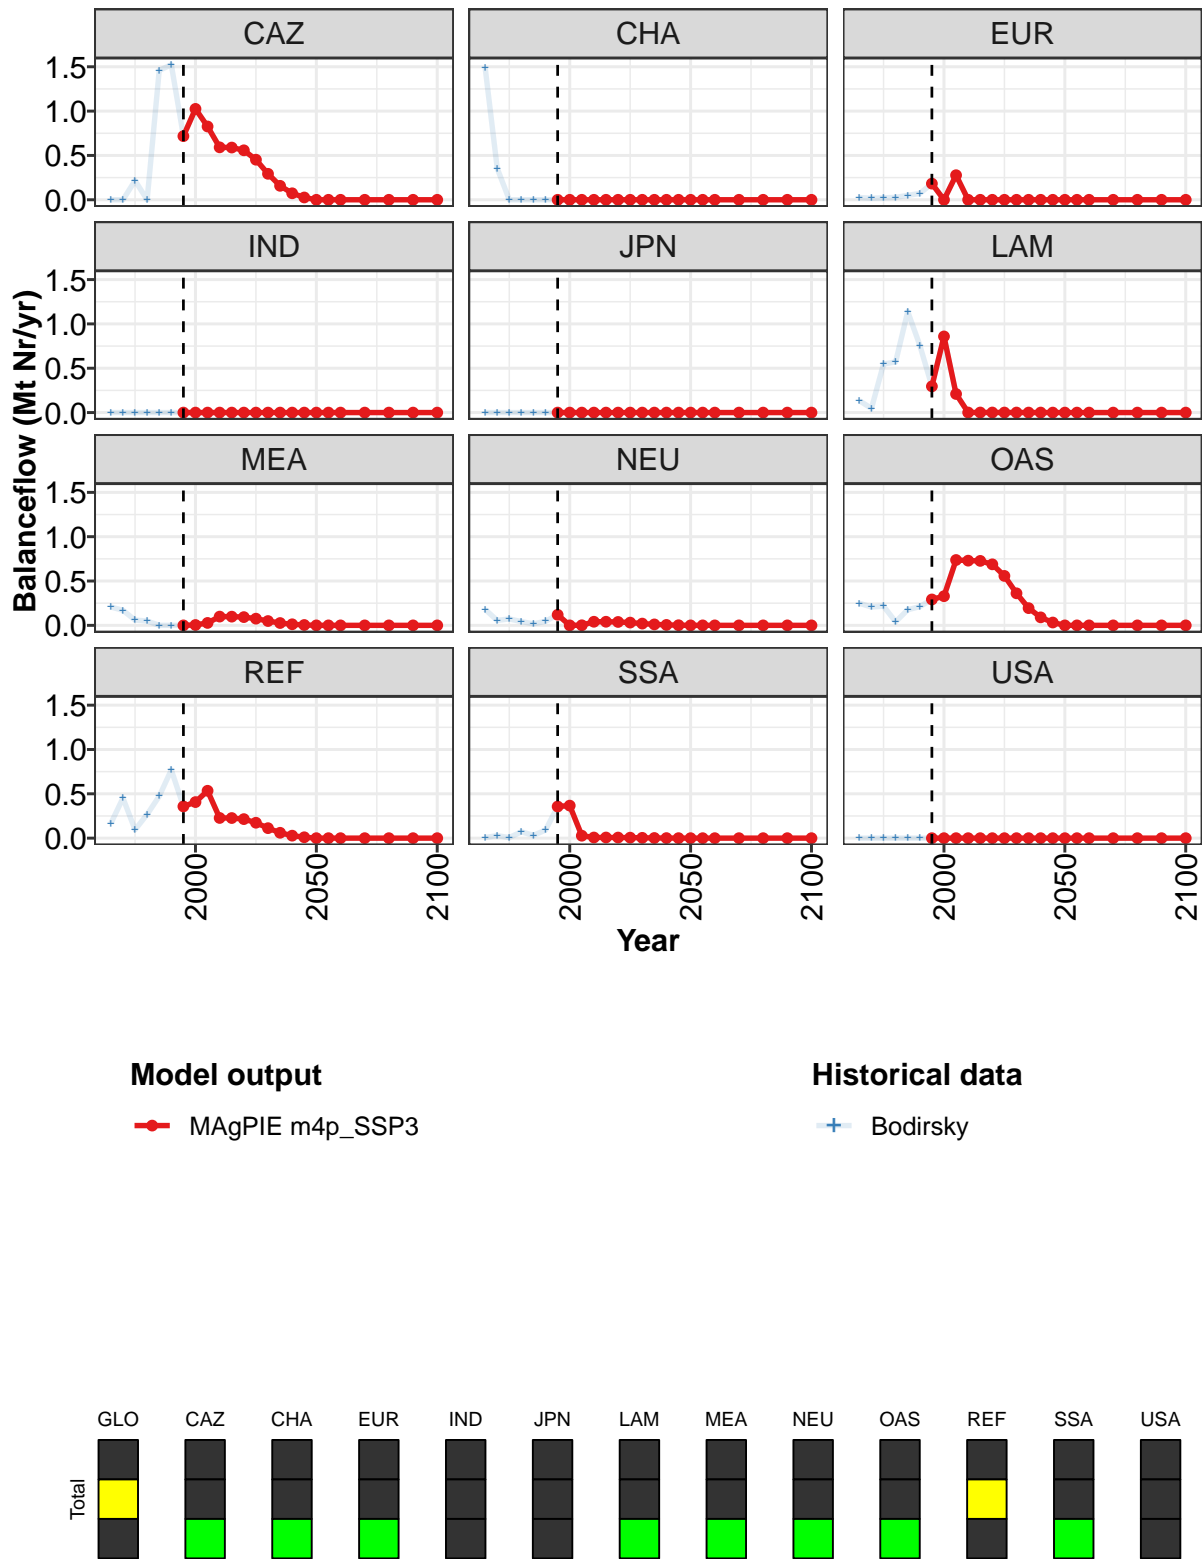 CAZ CHA EUR
1.5
1.0
0.5
0.0
IND JPN LAM
1.5
1.0
0.5
0.0
MEA NEU OAS
1.5
1.0
0.5
0.0
REF SSA USA
1.5
1.0
0.5
0.0
Balanceflow (Mt Nr/yr)
2000 2050 2100 2000 2050 2100 2000 2050 2100
Year
Model output Historical data
MAgPIE m4p_SSP3 Bodirsky
GLO CAZ CHA EUR IND JPN LAM MEA NEU OAS REF SSA USA
Total